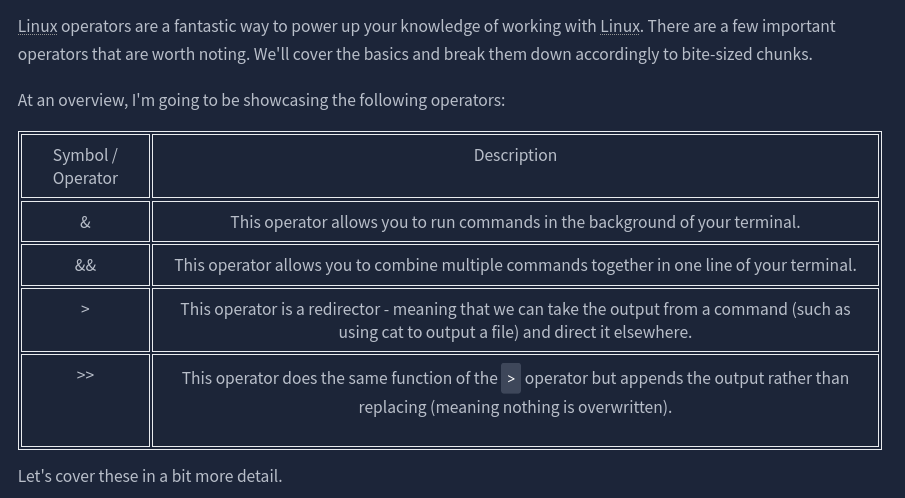 Linux operators are a fantastic way to power up your knowledge of working with Linux. There are a few important
operators that are worth noting. We'll cover the basics and break them down accordingly to bite-sized chunks.
At an overview, I'm going to be showcasing the following operators:
Symbol /
Operator
Description
&
This operator allows you to run commands in the background of your terminal.
&&
This operator allows you to combine multiple commands together in one line of your terminal.
>
This operator is a redirector - meaning that we can take the output from a command (such as
using cat to output a file) and direct it elsewhere.
>>
This operator does the same function of the > operator but appends the output rather than
replacing (meaning nothing is overwritten).
Let's cover these in a bit more detail.